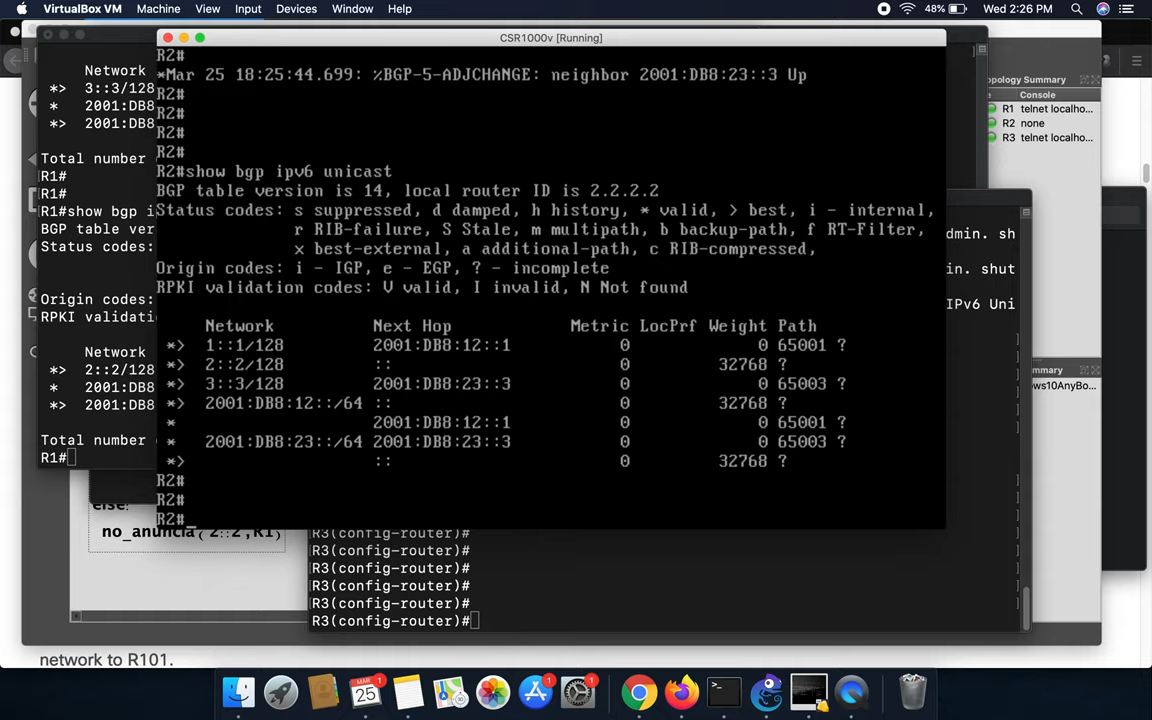 VirtualBox VM Machine View Input Devices Window Help 48% Wed 2:26 PM
CSR1000v [Running]
R2#
*Mar 25 18:25:44.699: %BGP-5-ADJCHANGE: neighbor 2001:DB8:23::3 Up
R2#
R2#
R2#
R2#
R2#show bgp ipv6 unicast
BGP table version is 14, local router ID is 2.2.2.2
Status codes: s suppressed, d damped, h history, * valid, > best, i - internal,
r RIB-failure, S Stale, m multipath, b backup-path, f RT-Filter,
x best-external, a additional-path, c RIB-compressed,
Origin codes: i - IGP, e - EGP, ? - incomplete
RPKI validation codes: V valid, I invalid, N Not found
Network Next Hop Metric LocPrf Weight Path
*> 1::1/128 2001:DB8:12::1 0 0 65001 ?
*> 2::2/128 :: 0 32768 ?
*> 3::3/128 2001:DB8:23::3 0 0 65003 ?
*> 2001:DB8:12::/64 :: 0 32768 ?
* 2001:DB8:12::1 0 0 65001 ?
* 2001:DB8:23::/64 2001:DB8:23::3 0 0 65003 ?
*> :: 0 32768 ?
R2#
R2#
R2#
Network
*> 3::3/128
* 2001:DB8
*> 2001:DB8
Total number
R1#
R1#
R1#show bgp i
BGP table ver
Status codes:
Origin codes:
RPKI validati
Network
*> 2::2/128
* 2001:DB8
*> 2001:DB8
Total number
R1#
else:
no_anuncia(2::2,R1)
opology Summary
e Console
R1 telnet localho...
R2 none
R3 telnet localho...
dmin. sh
in. shut
IPv6 Uni
mmary
ws10AnyBo...
R3(config-router)#
R3(config-router)#
R3(config-router)#
R3(config-router)#
R3(config-router)#
R3(config-router)#
network to R101.
MAR
25
1
1
1